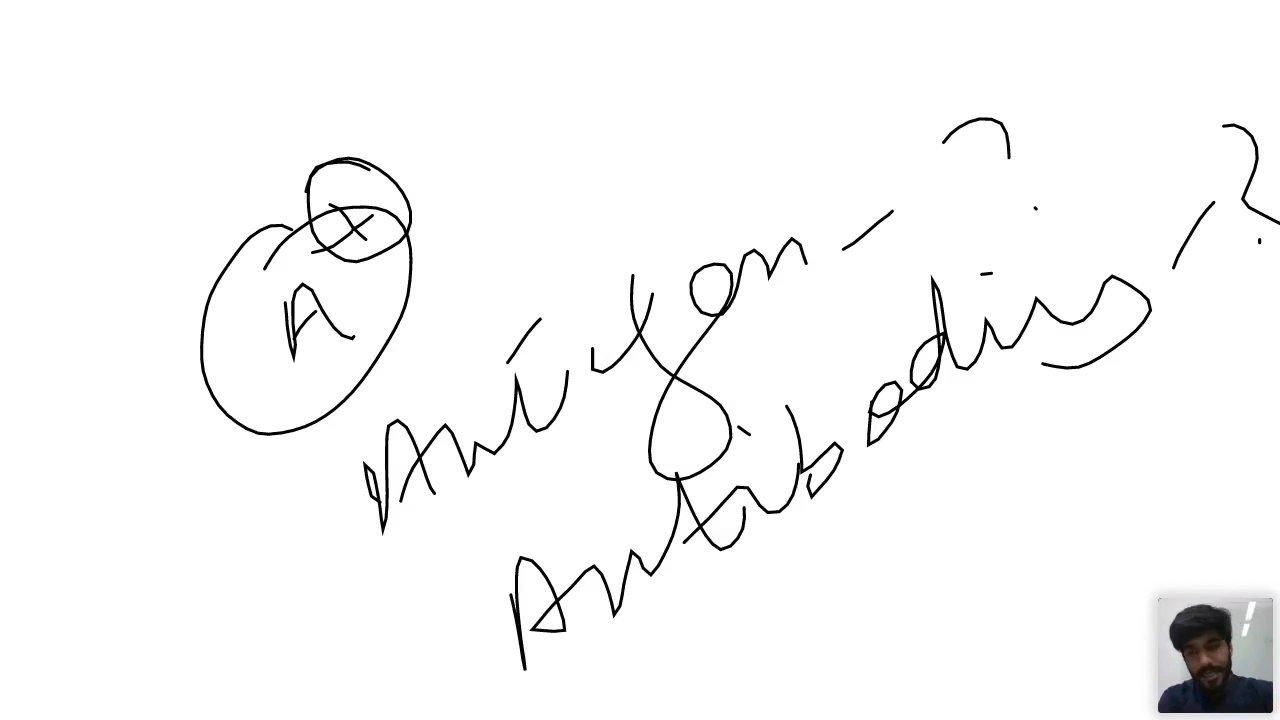 x
A
Antigen - ?
Antibodies - ?